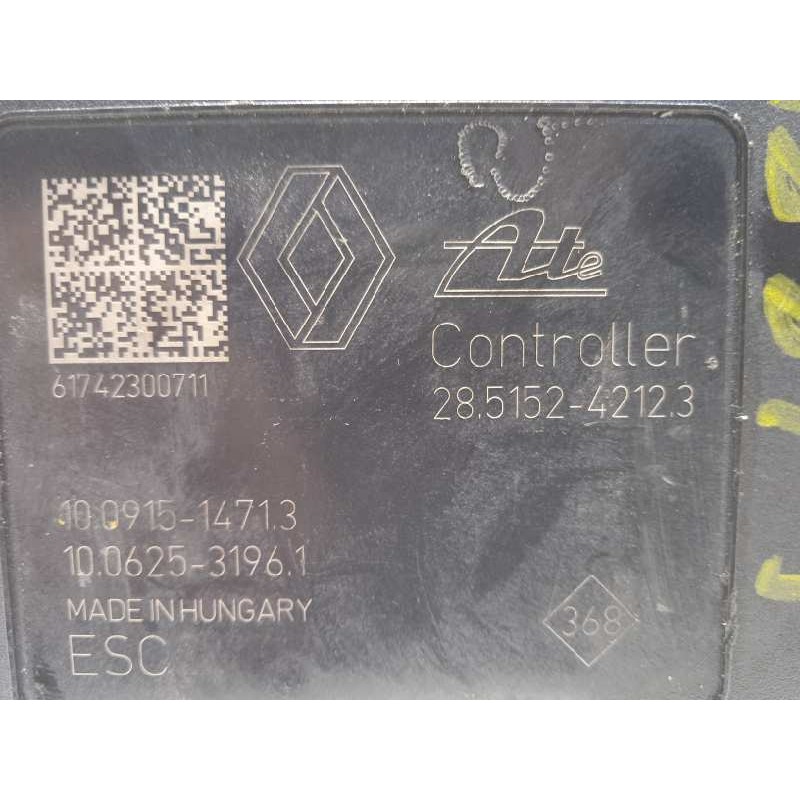 Ate
Controller
28.5152-4212.3
61742300711
10.0915-1471.3
10.0625-3196.1
MADE IN HUNGARY
ESC
368